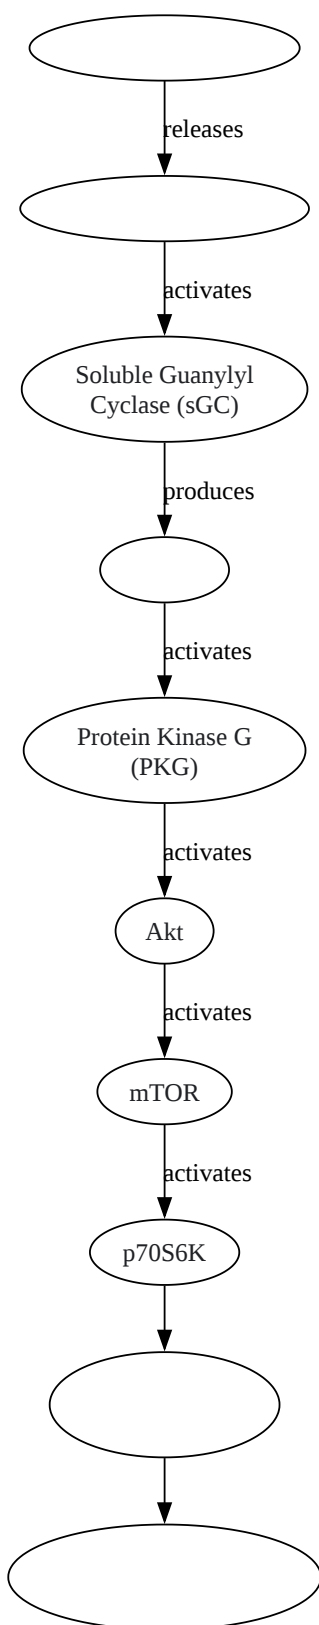 releases
activates
Soluble Guanylyl
Cyclase (sGC)
produces
activates
Protein Kinase G
(PKG)
activates
Akt
activates
mTOR
activates
p70S6K